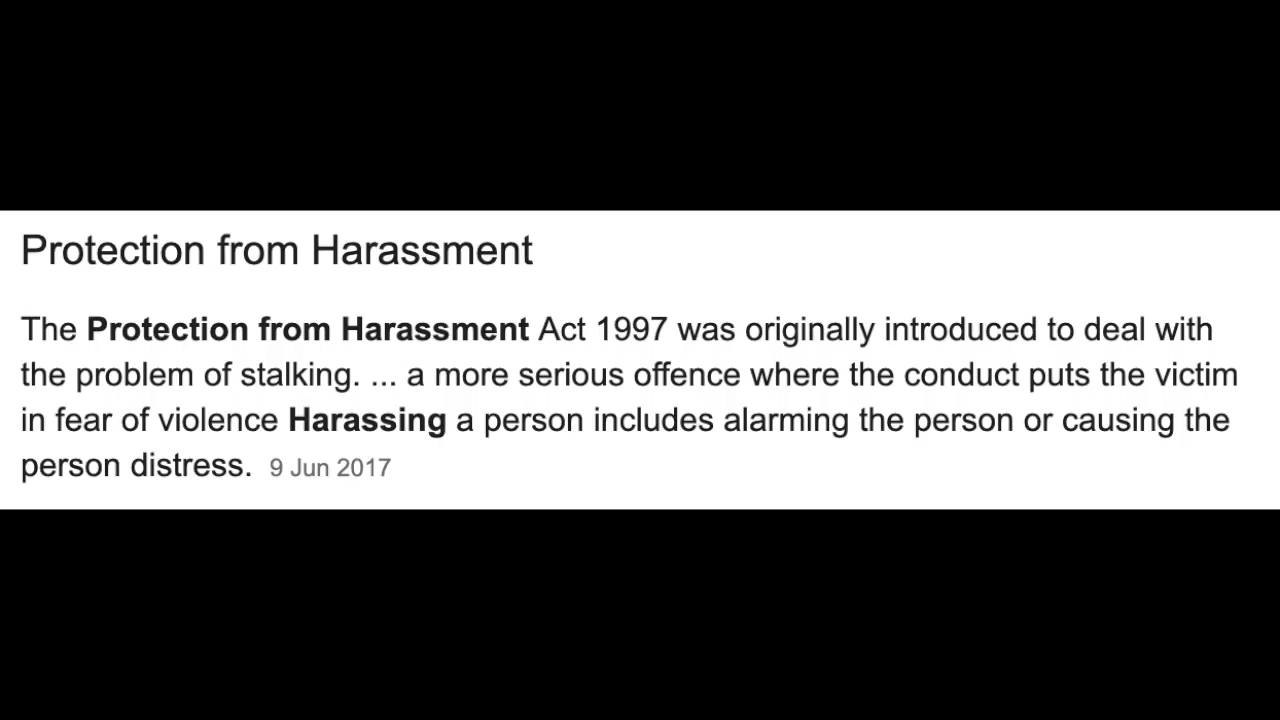 Protection from Harassment
The Protection from Harassment Act 1997 was originally introduced to deal with
the problem of stalking. ... a more serious offence where the conduct puts the victim
in fear of violence Harassing a person includes alarming the person or causing the
person distress. 9 Jun 2017